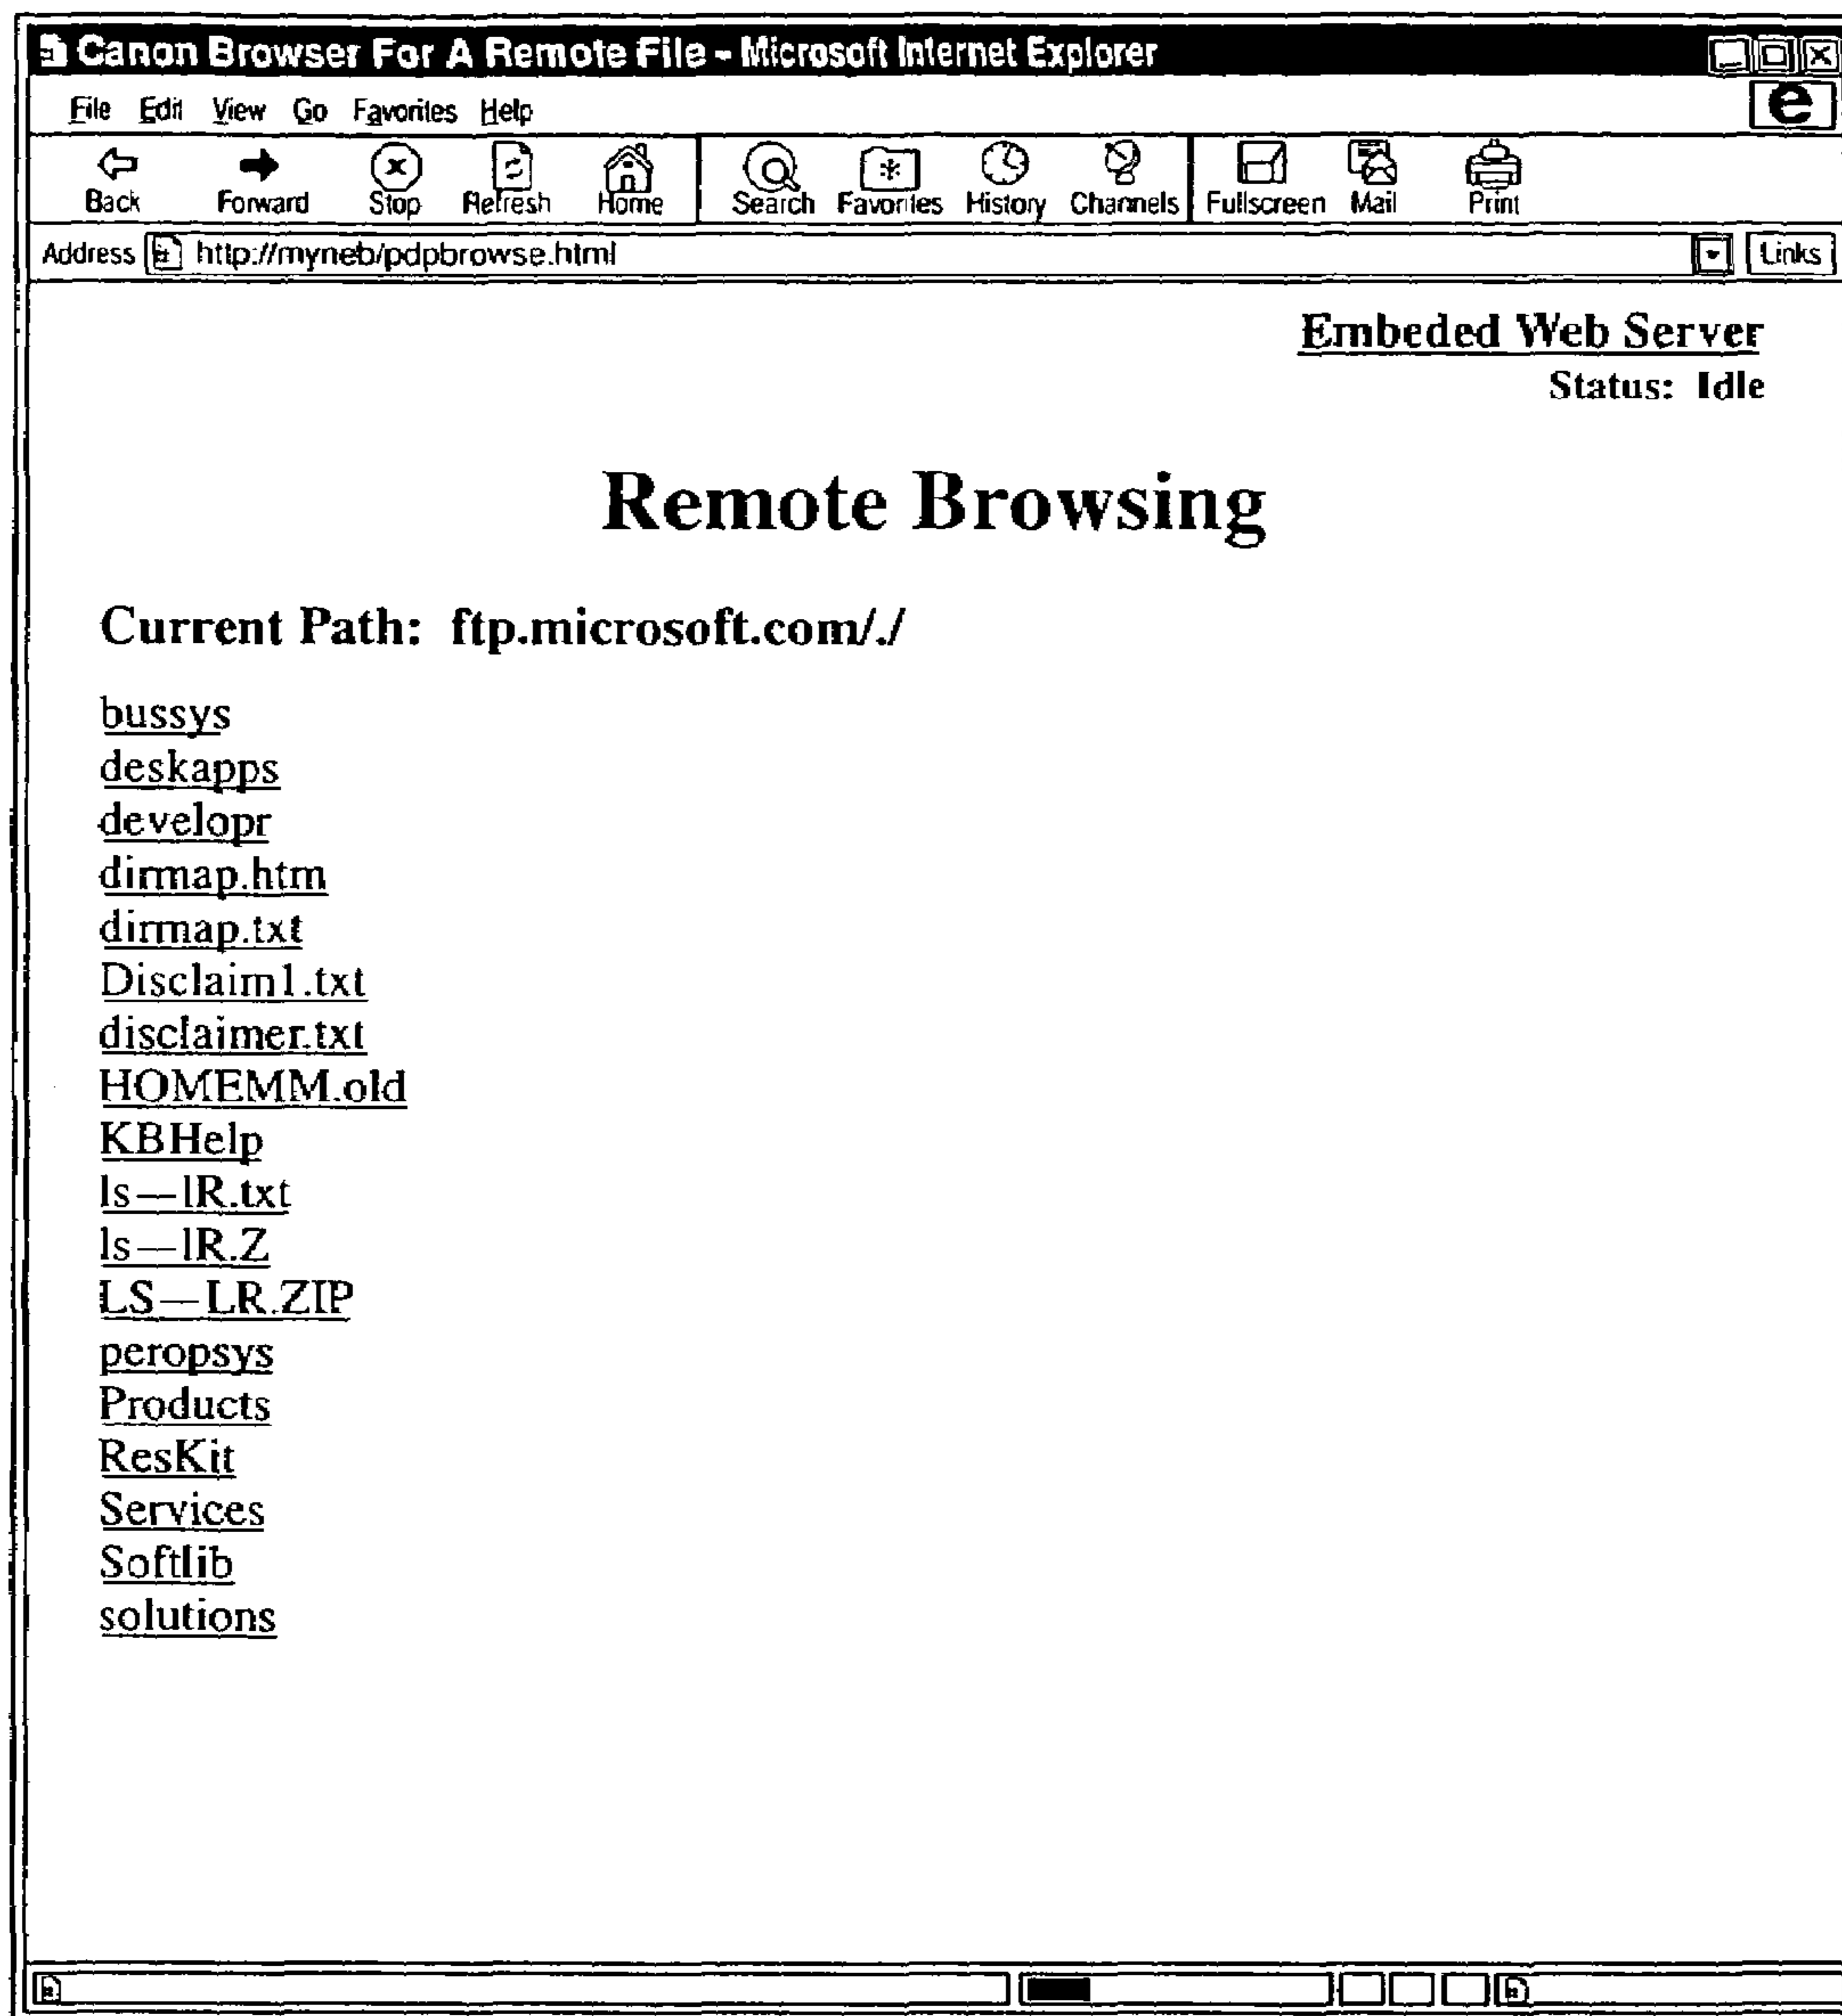 Canon Browser For A Remote File - Microsoft Internet Explorer
File Edit View Go Favorites Help
e
Back Forward Stop Refresh Home Search Favorites History Channels Fullscreen Mail Print
Address http://myneb/pdpbrowse.html Links
Embeded Web Server
Status: Idle
Remote Browsing
Current Path: ftp.microsoft.com/./
bussys
deskapps
developr
dirmap.htm
dirmap.txt
Disclaim1.txt
disclaimer.txt
HOMEMM.old
KBHelp
ls—lR.txt
ls—lR.Z
LS—LR.ZIP
peropsys
Products
ResKit
Services
Softlib
solutions